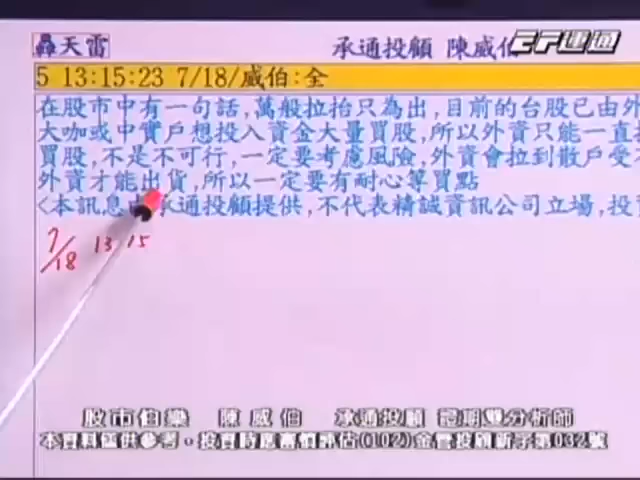 轟天雷 承通投顧 陳威伯 EF建通
5 13:15:23 7/18/威伯:全
在股市中有一句話,萬般拉抬只為出,目前的台股已由外
大咖或中實戶想投入資金大量買股,所以外資只能一直
買股,不是不可行,一定要考慮風險,外資會拉到散戶受不
外資才能出貨,所以一定要有耐心等買點
<本訊息由承通投顧提供,不代表精誠資訊公司立場,投資
7/18 13 15
股市伯樂 陳威伯 承通投顧 證期雙分析師
本資料僅供參考,投資時應審慎評估(102)金管投顧新字第032號